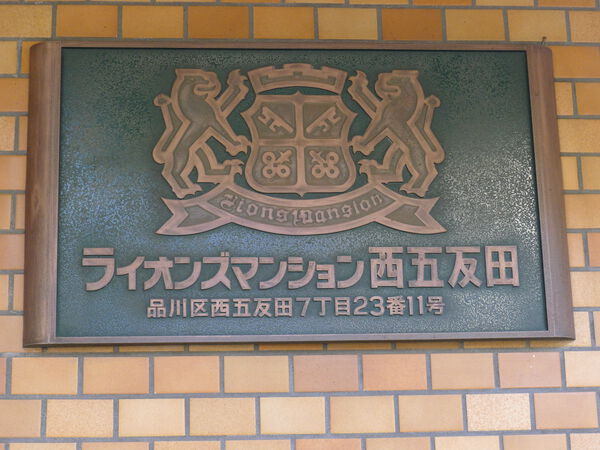 Lions Mansion
ライオンズマンション西五反田
品川区西五反田7丁目23番11号